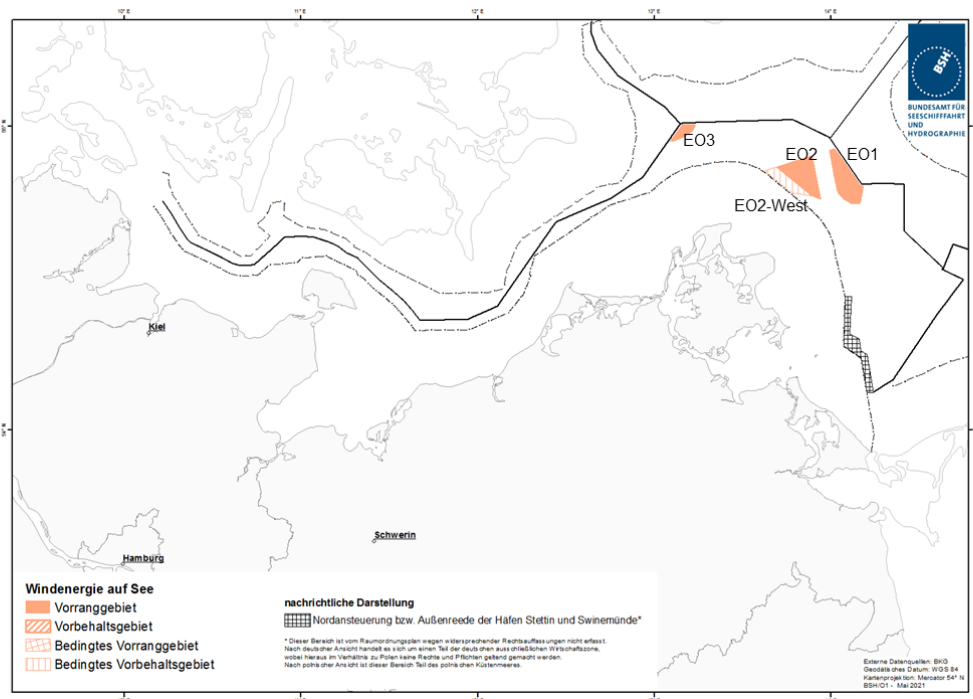 10° E
11° E
12° E
13° E
14° E
BSH
BUNDESAMT FÜR
SEESCHIFFFAHRT
UND
HYDROGRAPHIE
EO3
EO2
EO1
EO2-West
Kiel
54° N
Schwerin
Hamburg
Windenergie auf See
Vorranggebiet
Vorbehaltsgebiet
Bedingtes Vorranggebiet
Bedingtes Vorbehaltsgebiet
nachrichtliche Darstellung
Nordansteuerung bzw. Außenreede der Häfen Stettin und Swinemünde*
* Dieser Bereich ist vom Raumordnungsplan wegen widersprechender Rechtsauffassungen nicht erfasst.
Nach deutscher Ansicht handelt es sich um einen Teil der deutschen ausschließlichen Wirtschaftszone,
wobei hieraus im Verhältnis zu Polen keine Rechte und Pflichten geltend gemacht werden.
Nach polnischer Ansicht ist dieser Bereich Teil des polnischen Küstenmeeres.
Externe Datenquellen: BKG
Geodätisches Datum: WGS 84
Kartenprojektion: Mercator 54° N
BSH/O1 - Mai 2021